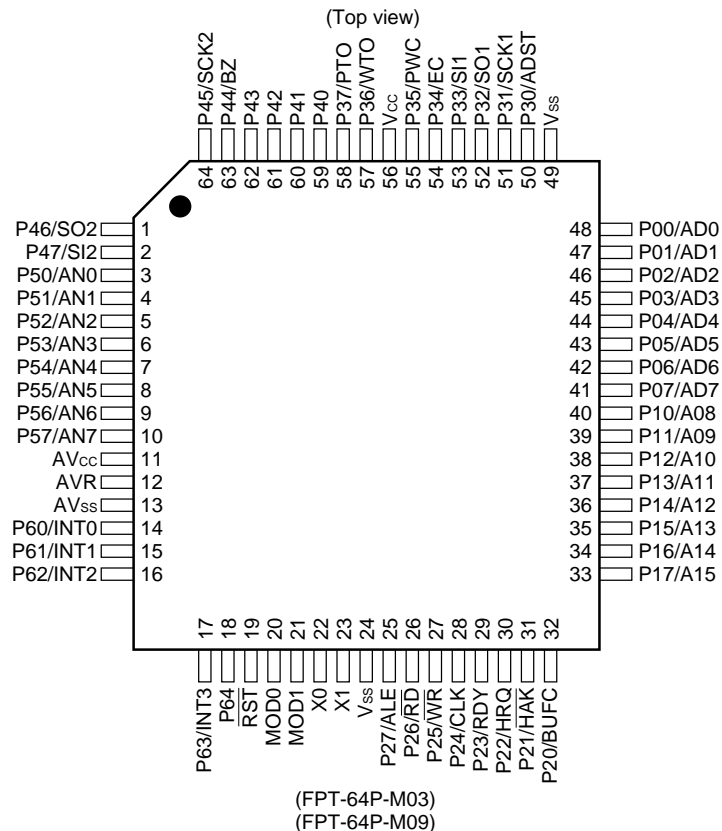 (Top view)
P45/SCK2
P44/BZ
P43
P42
P41
P40
P37/PTO
P36/WTO
Vcc
P35/PWC
P34/EC
P33/SI1
P32/SO1
P31/SCK1
P30/ADST
Vss
64 63 62 61 60 59 58 57 56 55 54 53 52 51 50 49
P46/SO2 1 48 P00/AD0
P47/SI2 2 47 P01/AD1
P50/AN0 3 46 P02/AD2
P51/AN1 4 45 P03/AD3
P52/AN2 5 44 P04/AD4
P53/AN3 6 43 P05/AD5
P54/AN4 7 42 P06/AD6
P55/AN5 8 41 P07/AD7
P56/AN6 9 40 P10/A08
P57/AN7 10 39 P11/A09
AVcc 11 38 P12/A10
AVR 12 37 P13/A11
AVss 13 36 P14/A12
P60/INT0 14 35 P15/A13
P61/INT1 15 34 P16/A14
P62/INT2 16 33 P17/A15
17 18 19 20 21 22 23 24 25 26 27 28 29 30 31 32
P63/INT3
P64
RST
MOD0
MOD1
X0
X1
Vss
P27/ALE
P26/RD
P25/WR
P24/CLK
P23/RDY
P22/HRQ
P21/HAK
P20/BUFC
(FPT-64P-M03)
(FPT-64P-M09)